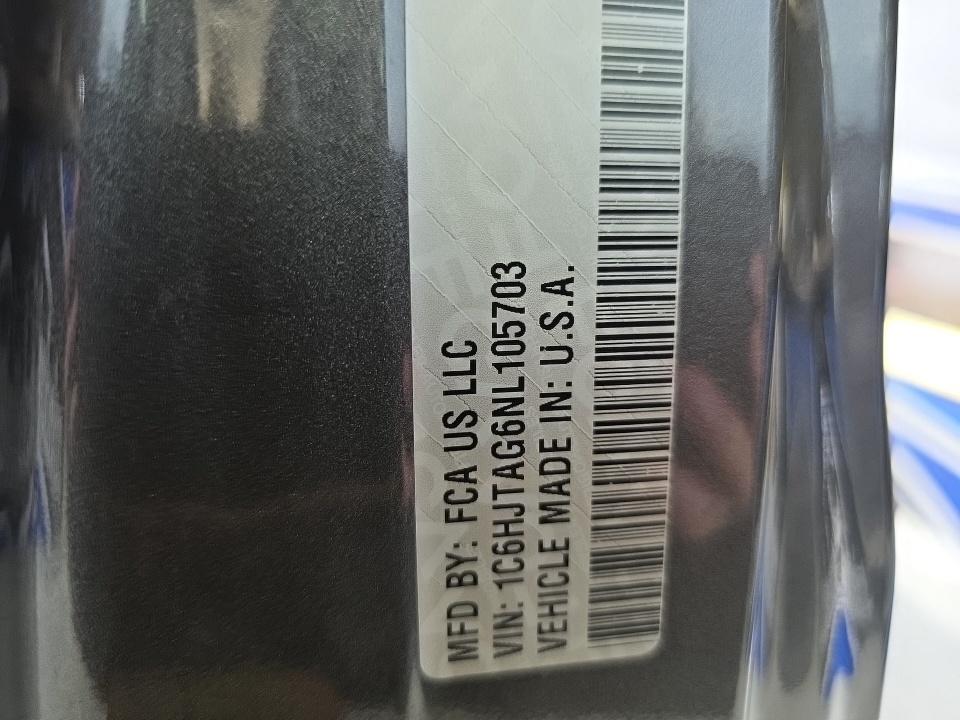 MFD BY: FCA US LLC
VIN: 1C6HJTAG6NL105703
VEHICLE MADE IN: U.S.A.